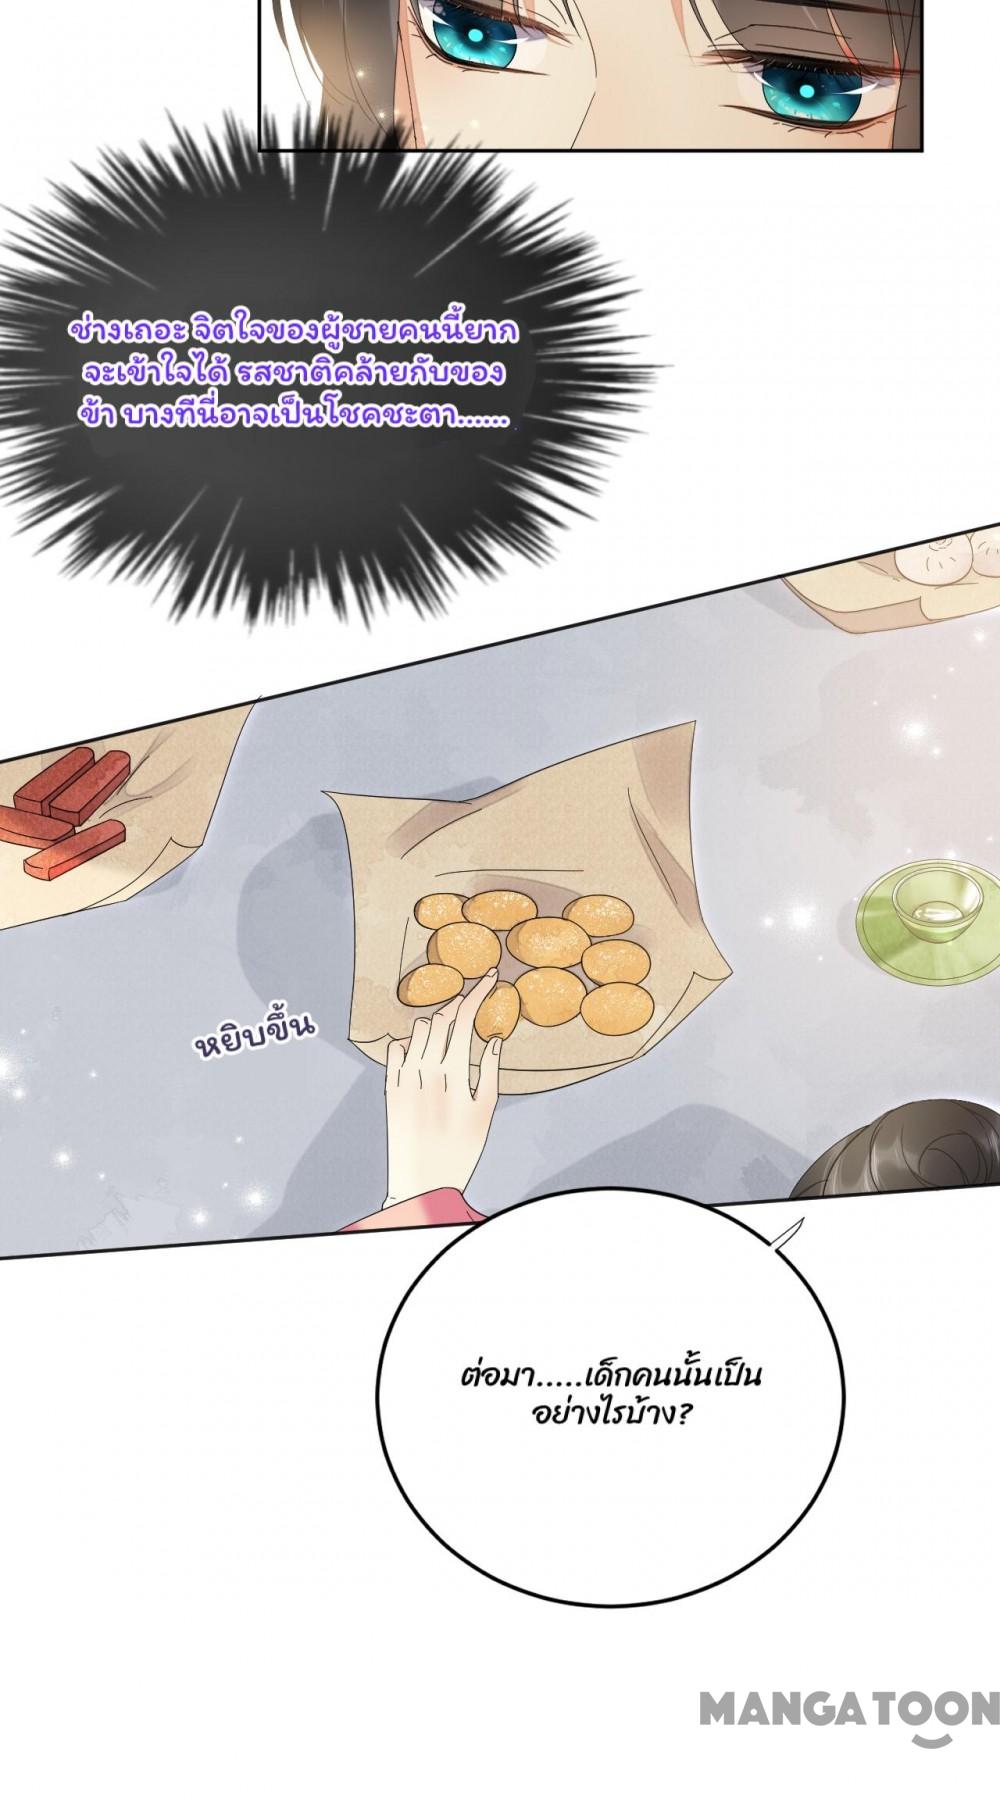 ช่างเถอะ จิตใจของผู้ชายคนนี้ยาก
จะเข้าใจได้ รสชาติคล้ายกับของ
ข้า บางทีนี่อาจเป็นโชคชะตา......
หยิบขึ้น
ต่อมา.....เด็กคนนั้นเป็น
อย่างไรบ้าง?
MANGATOON